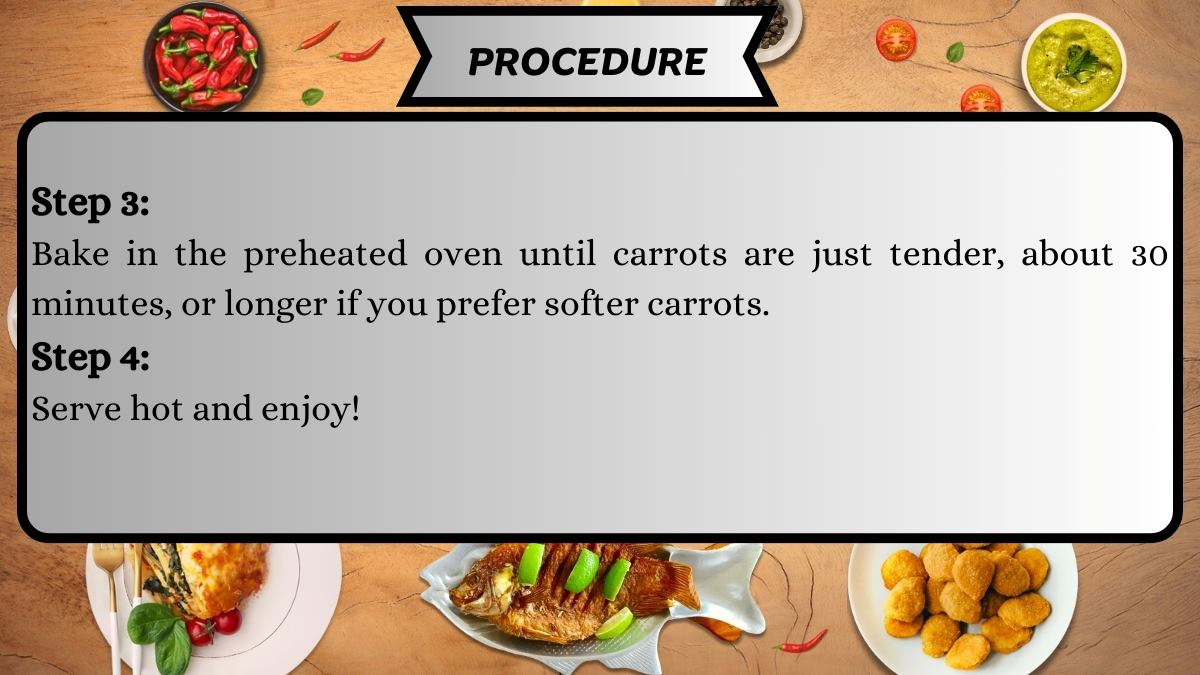 PROCEDURE
Step 3:
Bake in the preheated oven until carrots are just tender, about 30
minutes, or longer if you prefer softer carrots.
Step 4:
Serve hot and enjoy!